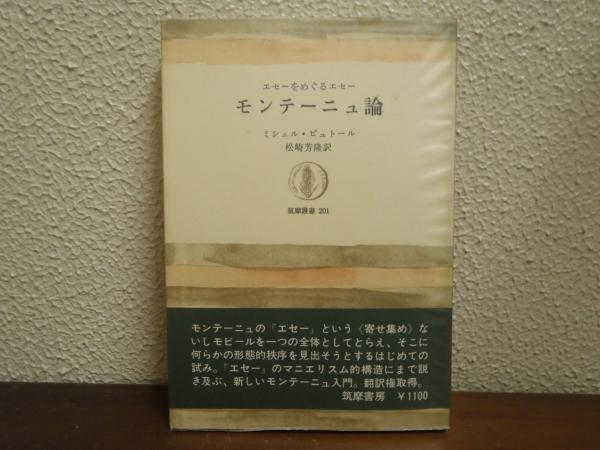 エセーをめぐるエセー
モンテーニュ論
ミシェル・ビュトール
松崎芳隆訳
筑摩叢書 201
モンテーニュの「エセー」という《寄せ集め》な
いしモビールを一つの全体としてとらえ、そこに
何らかの形態的秩序を見出そうとするはじめての
試み。「エセー」のマニエリスム的構造にまで説
き及ぶ、新しいモンテーニュ入門。翻訳権取得。
筑摩書房 ￥1100